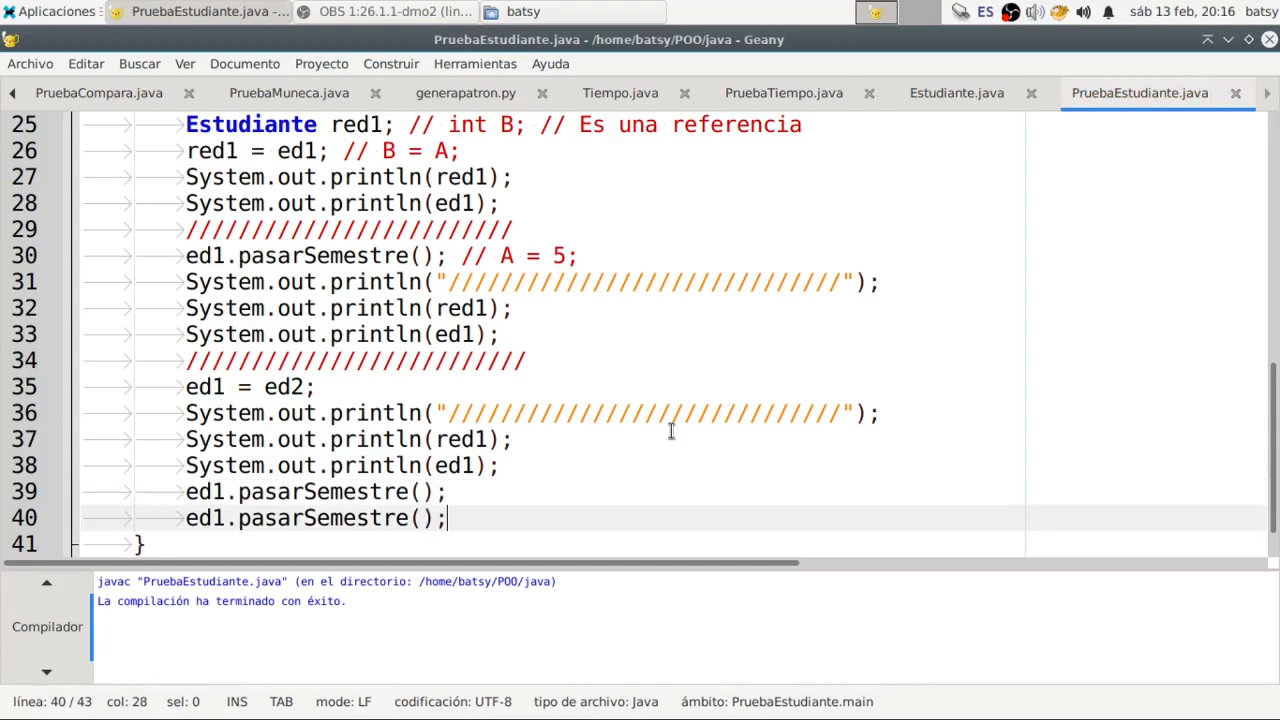 Aplicaciones
PruebaEstudiante.java -...
OBS 1:26.1.1-dmo2 (lin...
batsy
ES
sáb 13 feb, 20:16
batsy
PruebaEstudiante.java - /home/batsy/POO/java - Geany
Archivo Editar Buscar Ver Documento Proyecto Construir Herramientas Ayuda
PruebaCompara.java PruebaMuneca.java generapatron.py Tiempo.java PruebaTiempo.java Estudiante.java PruebaEstudiante.java
25 Estudiante red1; // int B; // Es una referencia
26 red1 = ed1; // B = A;
27 System.out.println(red1);
28 System.out.println(ed1);
29 /////////////////////////
30 ed1.pasarSemestre(); // A = 5;
31 System.out.println("//////////////////////////////");
32 System.out.println(red1);
33 System.out.println(ed1);
34 //////////////////////////
35 ed1 = ed2;
36 System.out.println("//////////////////////////////");
37 System.out.println(red1);
38 System.out.println(ed1);
39 ed1.pasarSemestre();
40 ed1.pasarSemestre();
41 }
javac "PruebaEstudiante.java" (en el directorio: /home/batsy/POO/java)
La compilación ha terminado con éxito.
Compilador
línea: 40 / 43 col: 28 sel: 0 INS TAB mode: LF codificación: UTF-8 tipo de archivo: Java ámbito: PruebaEstudiante.main